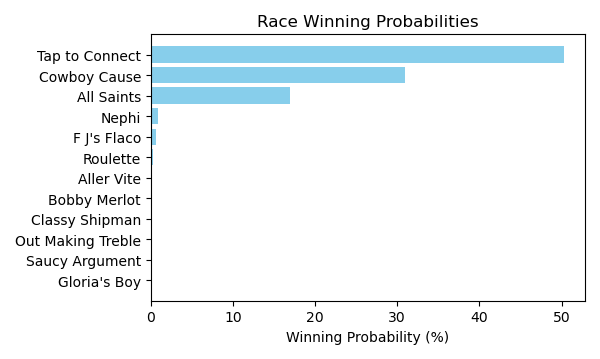 Race Winning Probabilities
Tap to Connect
Cowboy Cause
All Saints
Nephi
F J's Flaco
Roulette
Aller Vite
Bobby Merlot
Classy Shipman
Out Making Treble
Saucy Argument
Gloria's Boy
0 10 20 30 40 50
Winning Probability (%)